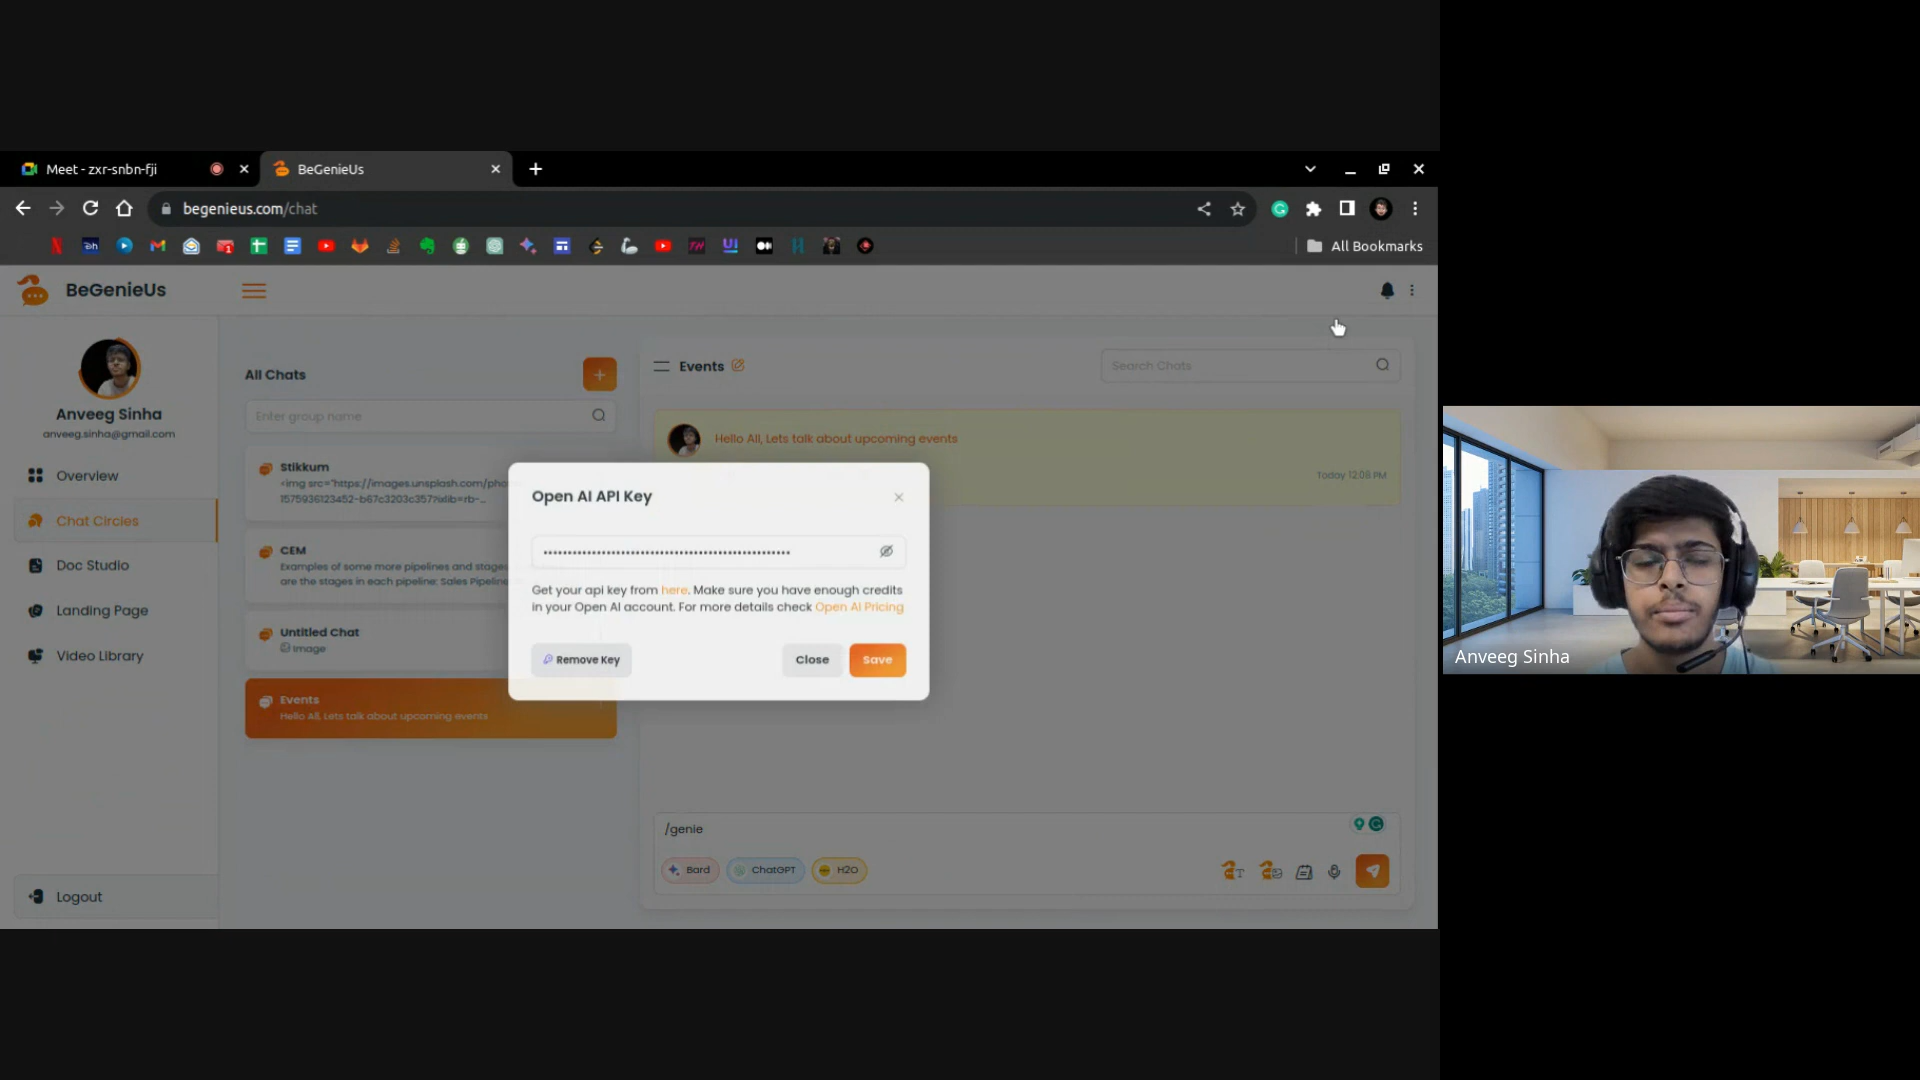 Meet - zxr-snbn-fji
BeGenieUs
begenieus.com/chat
All Bookmarks
BeGenieUs
Anveeg Sinha
anveeg.sinha@gmail.com
Overview
Chat Circles
Doc Studio
Landing Page
Video Library
Logout
All Chats
+
Enter group name
Stikkum
<img src="https://images.unsplash.com/pho
1575936123452-b67c3203c357?ixlib=rb-...
CEM
Examples of some more pipelines and stage
are the stages in each pipeline: Sales Pipeline
Untitled Chat
Image
Events
Hello All, Lets talk about upcoming events
Events
Search Chats
Hello All, Lets talk about upcoming events
Today 12:08 PM
Open AI API Key
Get your api key from here. Make sure you have enough credits
in your Open AI account. For more details check Open AI Pricing
Remove Key
Close
Save
/genie
Bard
ChatGPT
H2O
Anveeg Sinha